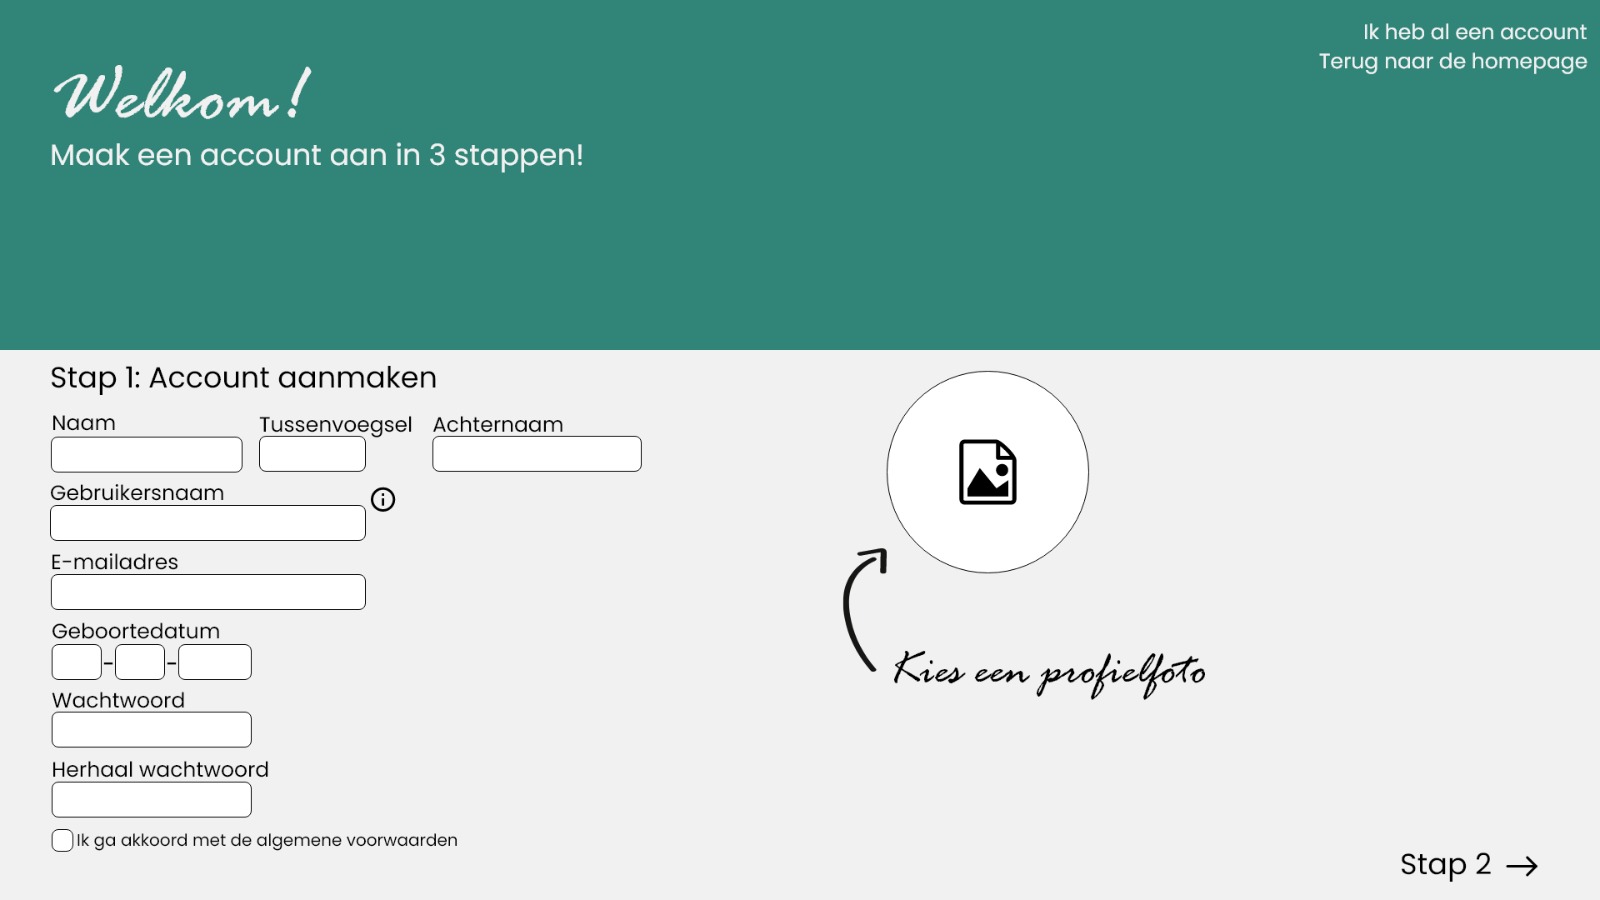 Ik heb al een account
Terug naar de homepage
Welkom!
Maak een account aan in 3 stappen!
Stap 1: Account aanmaken
Naam Tussenvoegsel Achternaam
Gebruikersnaam
E-mailadres
Geboortedatum
- -
Wachtwoord
Herhaal wachtwoord
Ik ga akkoord met de algemene voorwaarden
Kies een profielfoto
Stap 2 →